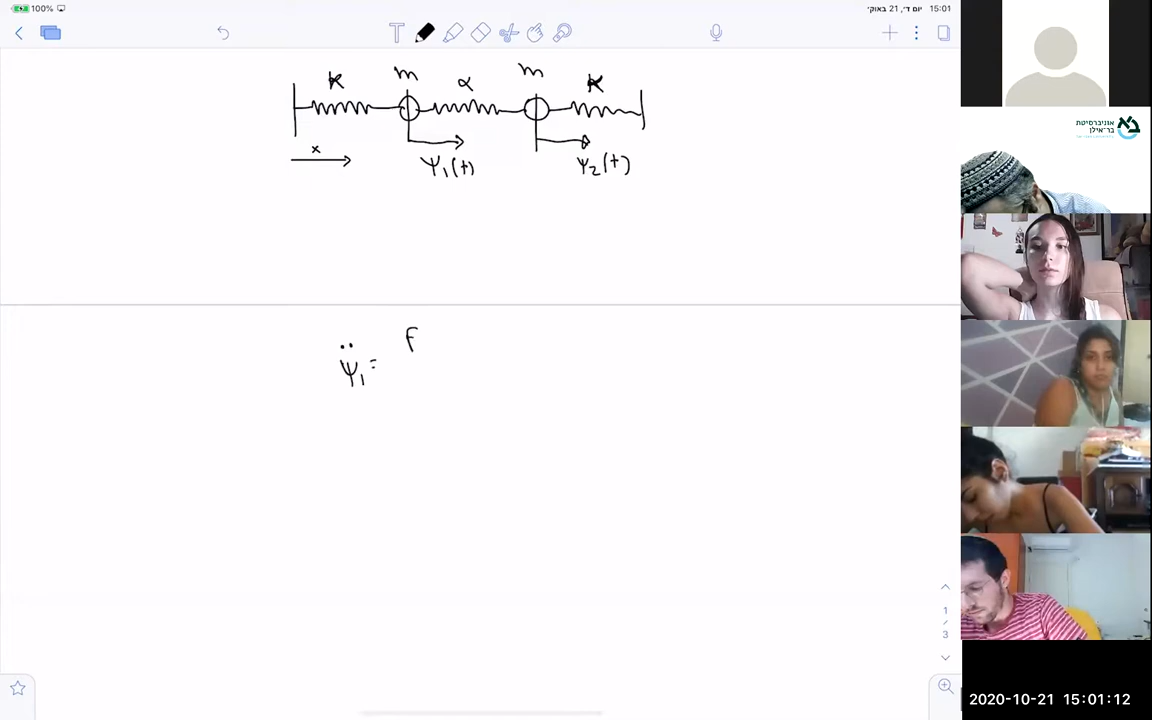 100%
15:01 יום ד׳, 21 באוק׳
K m α m K
x
Ψ₁(t) Ψ₂(t)
F
Ψ̈₁ =
1
/
3
אוניברסיטת
בר־אילן
2020-10-21 15:01:12